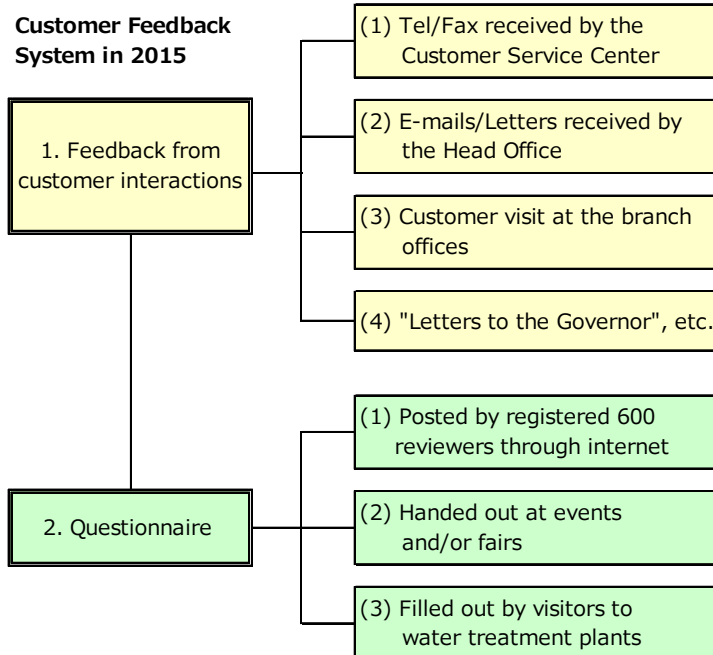 Customer Feedback
System in 2015
1. Feedback from
customer interactions
(1) Tel/Fax received by the
Customer Service Center
(2) E-mails/Letters received by
the Head Office
(3) Customer visit at the branch
offices
(4) "Letters to the Governor", etc.
2. Questionnaire
(1) Posted by registered 600
reviewers through internet
(2) Handed out at events
and/or fairs
(3) Filled out by visitors to
water treatment plants